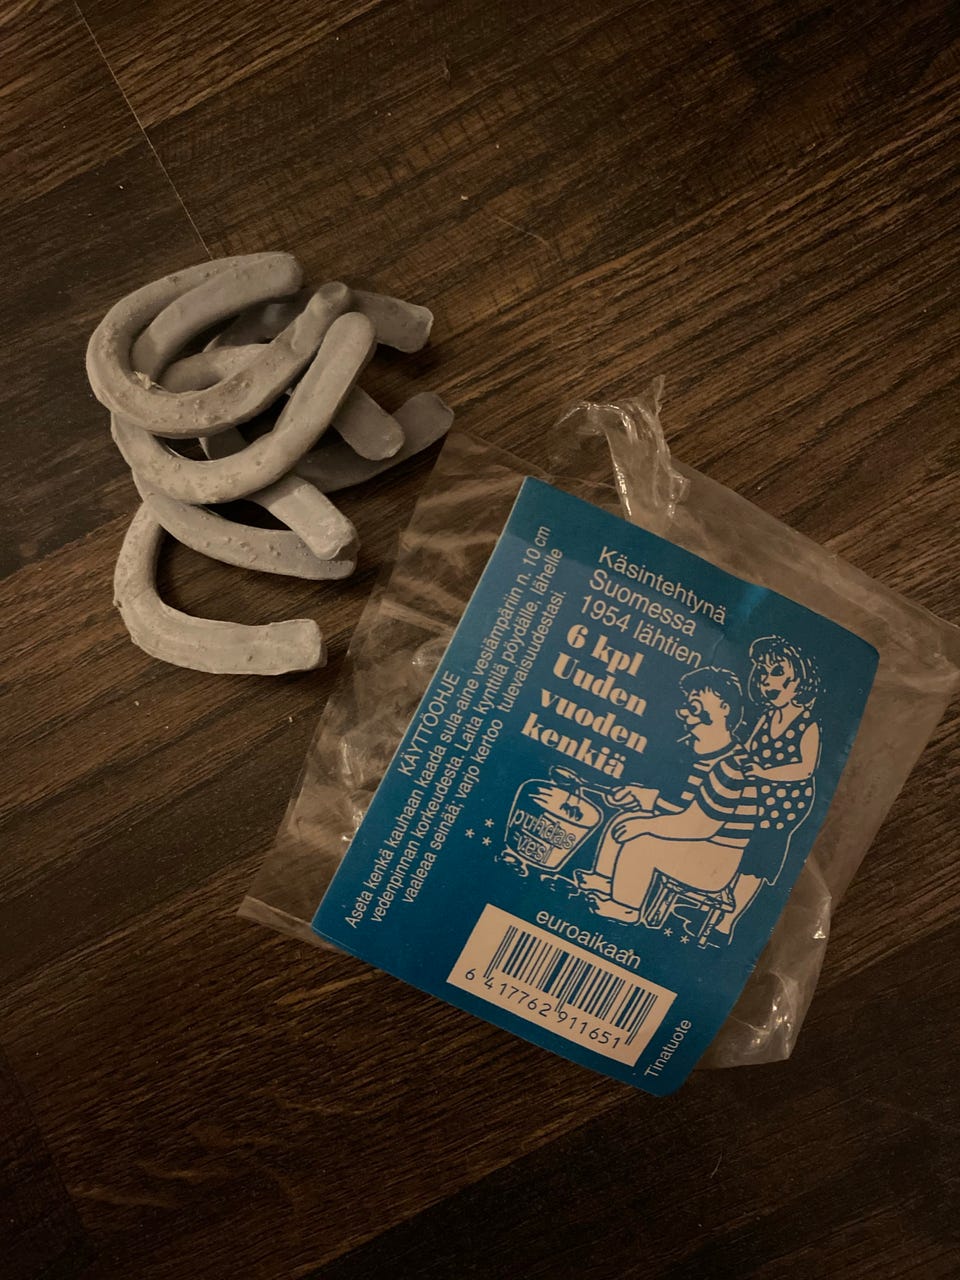 Käsintehtynä
Suomessa
1954 lähtien
6 kpl
Uuden
vuoden
kenkiä
puhdas
vesi
KÄYTTÖOHJE
Aseta kenkä kauhaan kaada sula-aine vesiämpäriin n. 10 cm
vedenpinnan korkeudesta. Laita kynttilä pöydälle, lähelle
vaaleaa seinää; varjo kertoo tulevaisuudestasi.
euroaikaan
6 417762 911651
Tinatuote